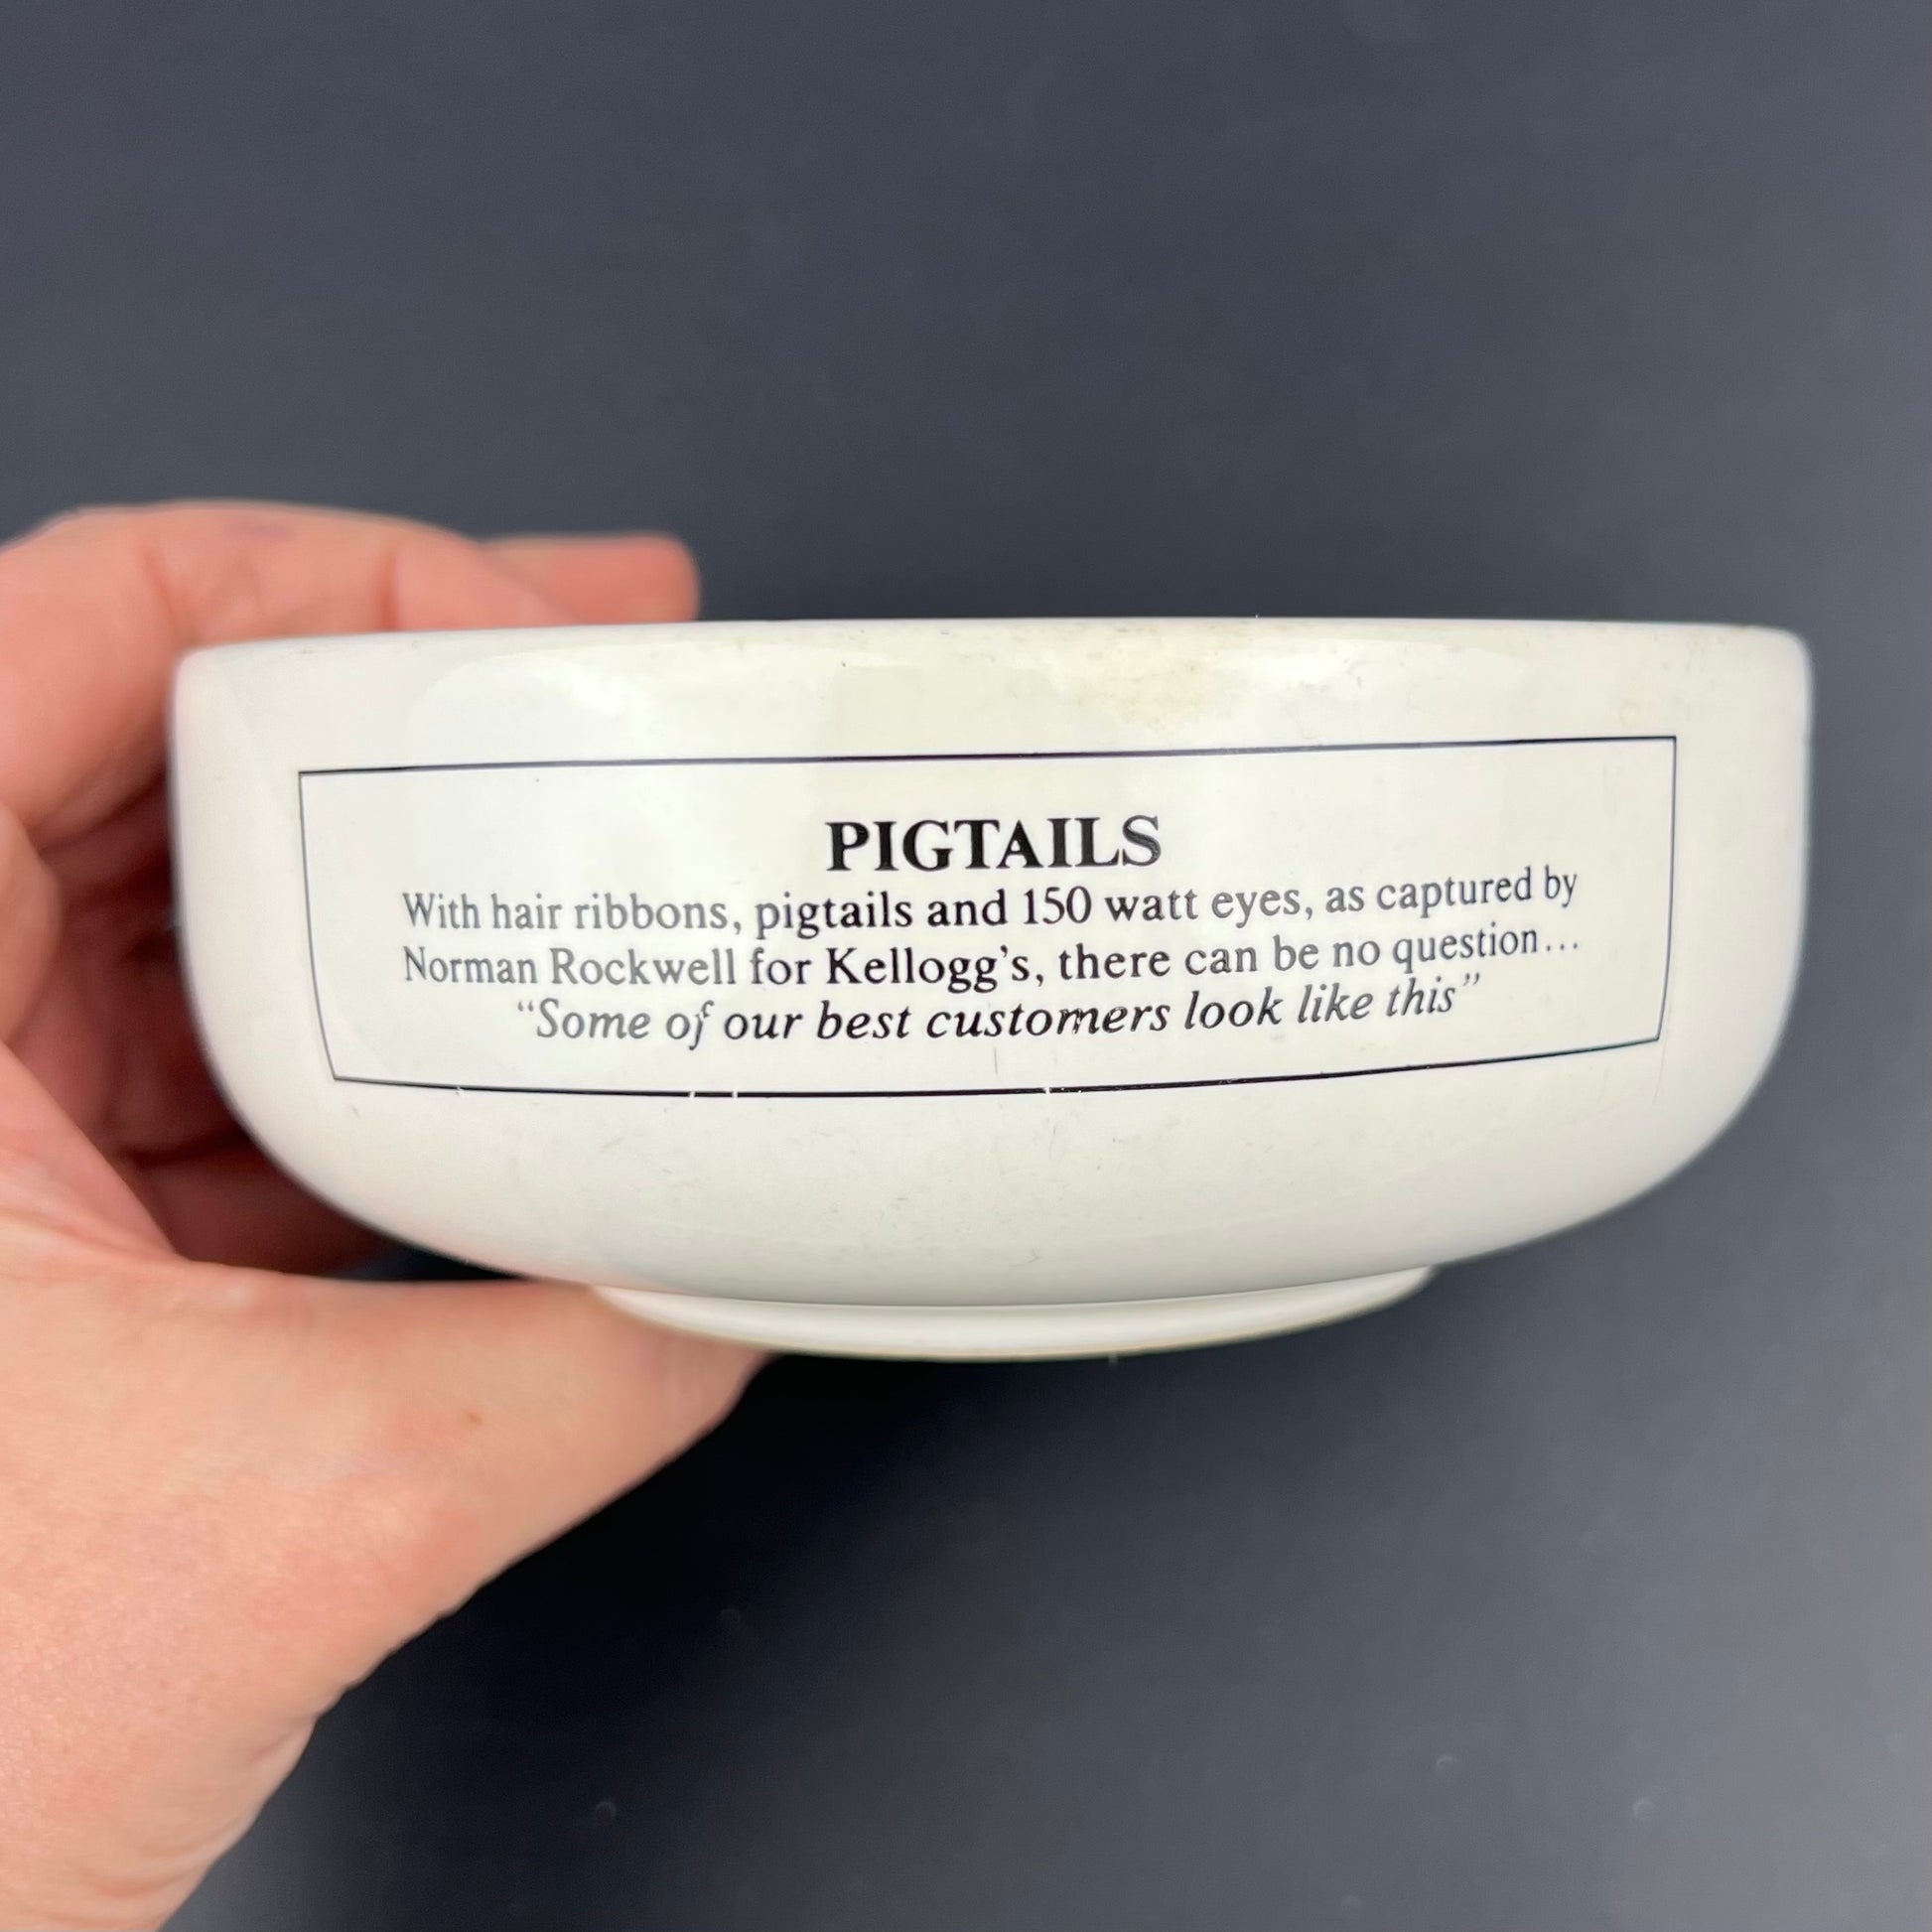 PIGTAILS
With hair ribbons, pigtails and 150 watt eyes, as captured by
Norman Rockwell for Kellogg's, there can be no question...
“Some of our best customers look like this”